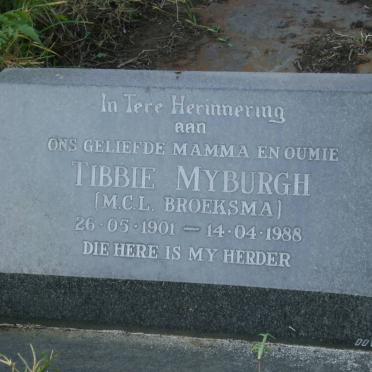 In Tere Herinnering
aan
ONS GELIEFDE MAMMA EN OUMIE
TIBBIE MYBURGH
(M.C.L. BROEKSMA)
26·05·1901 — 14·04·1988
DIE HERE IS MY HERDER